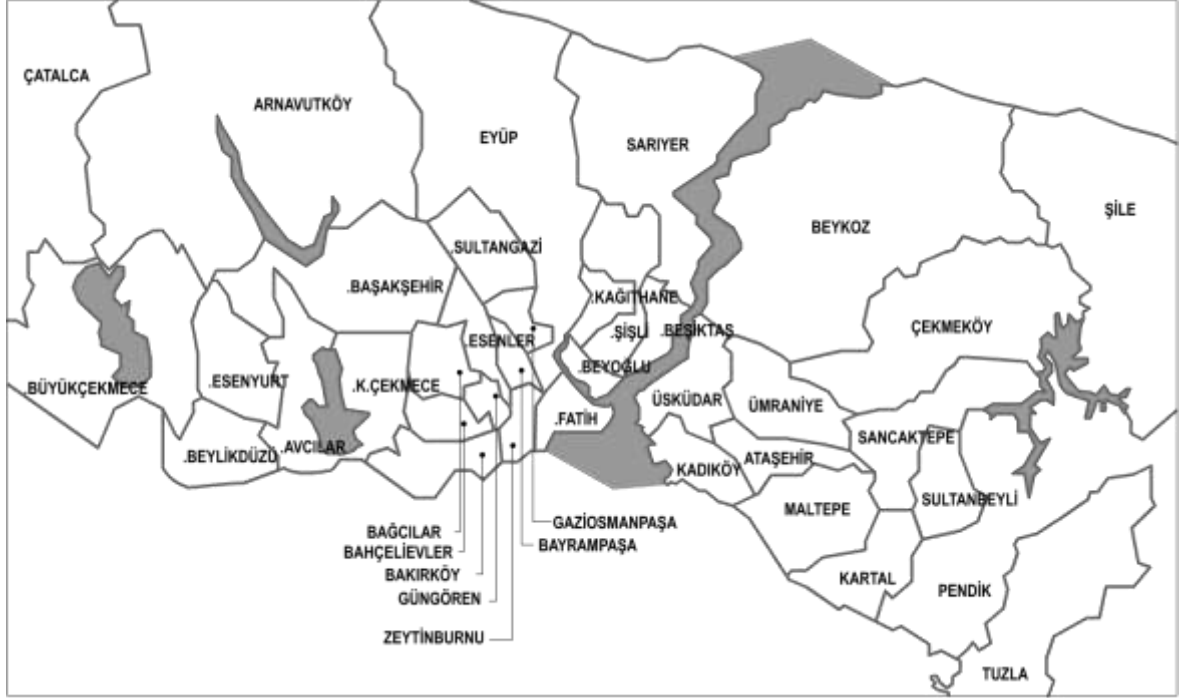 ÇATALCA
ARNAVUTKÖY
EYÜP
SARIYER
BEYKOZ
ŞİLE
.SULTANGAZİ
.BAŞAKŞEHİR
.KAĞITHANE
.ŞİŞLİ
.BEŞİKTAŞ
ÇEKMEKÖY
.ESENLER
.BEYOĞLU
.BÜYÜKÇEKMECE
.ESENYURT
.K.ÇEKMECE
ÜSKÜDAR
ÜMRANİYE
.FATİH
SANCAKTEPE
.BEYLİKDÜZÜ
.AVCILAR
KADIKÖY
ATAŞEHİR
MALTEPE
SULTANBEYLİ
BAĞCILAR
BAHÇELİEVLER
BAKIRKÖY
GÜNGÖREN
ZEYTİNBURNU
GAZİOSMANPAŞA
BAYRAMPAŞA
KARTAL
PENDİK
TUZLA